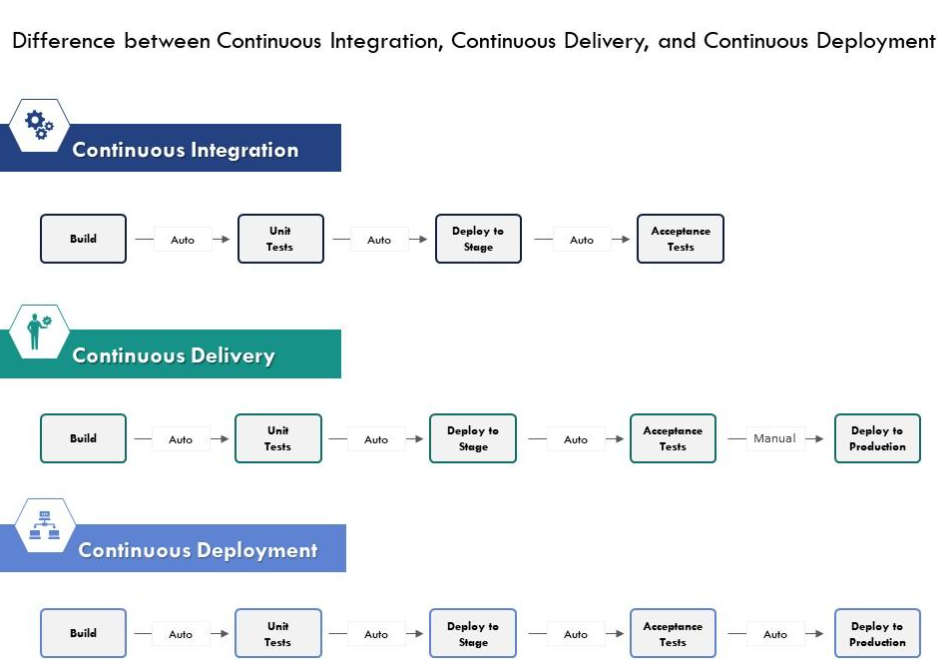 Difference between Continuous Integration, Continuous Delivery, and Continuous Deployment
Continuous Integration
Build
Auto
Unit
Tests
Auto
Deploy to
Stage
Auto
Acceptance
Tests
Continuous Delivery
Build
Auto
Unit
Tests
Auto
Deploy to
Stage
Auto
Acceptance
Tests
Manual
Deploy to
Production
Continuous Deployment
Build
Auto
Unit
Tests
Auto
Deploy to
Stage
Auto
Acceptance
Tests
Auto
Deploy to
Production